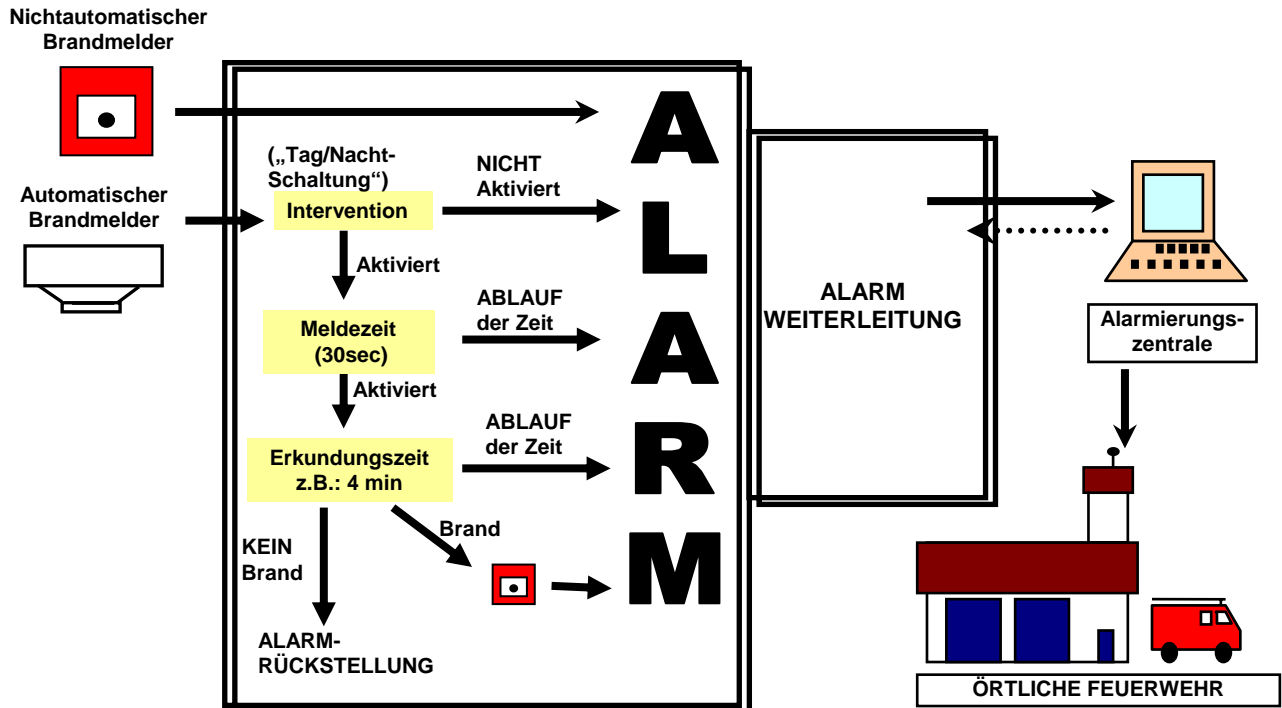 Nichtautomatischer
Brandmelder
(„Tag/Nacht-
Schaltung“)
NICHT
Aktiviert
Automatischer
Brandmelder
Intervention
Aktiviert
Meldezeit
(30sec)
ABLAUF
der Zeit
Aktiviert
Erkundungszeit
z.B.: 4 min
ABLAUF
der Zeit
KEIN
Brand
Brand
ALARM-
RÜCKSTELLUNG
A
L
A
R
M
ALARM
WEITERLEITUNG
Alarmierungs-
zentrale
ÖRTLICHE FEUERWEHR